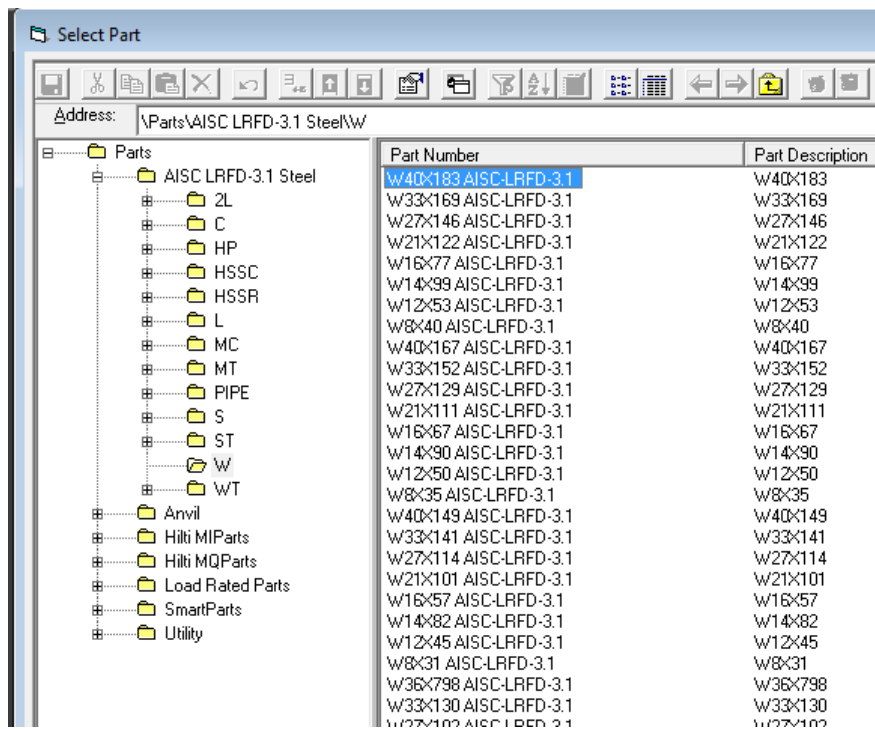 Select Part
Address: \Parts\AISC LRFD-3.1 Steel\W
Parts
AISC LRFD-3.1 Steel
2L
C
HP
HSSC
HSSR
L
MC
MT
PIPE
S
ST
W
WT
Anvil
Hilti MIParts
Hilti MQParts
Load Rated Parts
SmartParts
Utility
Part Number Part Description
W40X183 AISC-LRFD-3.1 W40X183
W33X169 AISC-LRFD-3.1 W33X169
W27X146 AISC-LRFD-3.1 W27X146
W21X122 AISC-LRFD-3.1 W21X122
W16X77 AISC-LRFD-3.1 W16X77
W14X99 AISC-LRFD-3.1 W14X99
W12X53 AISC-LRFD-3.1 W12X53
W8X40 AISC-LRFD-3.1 W8X40
W40X167 AISC-LRFD-3.1 W40X167
W33X152 AISC-LRFD-3.1 W33X152
W27X129 AISC-LRFD-3.1 W27X129
W21X111 AISC-LRFD-3.1 W21X111
W16X67 AISC-LRFD-3.1 W16X67
W14X90 AISC-LRFD-3.1 W14X90
W12X50 AISC-LRFD-3.1 W12X50
W8X35 AISC-LRFD-3.1 W8X35
W40X149 AISC-LRFD-3.1 W40X149
W33X141 AISC-LRFD-3.1 W33X141
W27X114 AISC-LRFD-3.1 W27X114
W21X101 AISC-LRFD-3.1 W21X101
W16X57 AISC-LRFD-3.1 W16X57
W14X82 AISC-LRFD-3.1 W14X82
W12X45 AISC-LRFD-3.1 W12X45
W8X31 AISC-LRFD-3.1 W8X31
W36X798 AISC-LRFD-3.1 W36X798
W33X130 AISC-LRFD-3.1 W33X130
W27X102 AISC-LRFD-3.1 W27X102